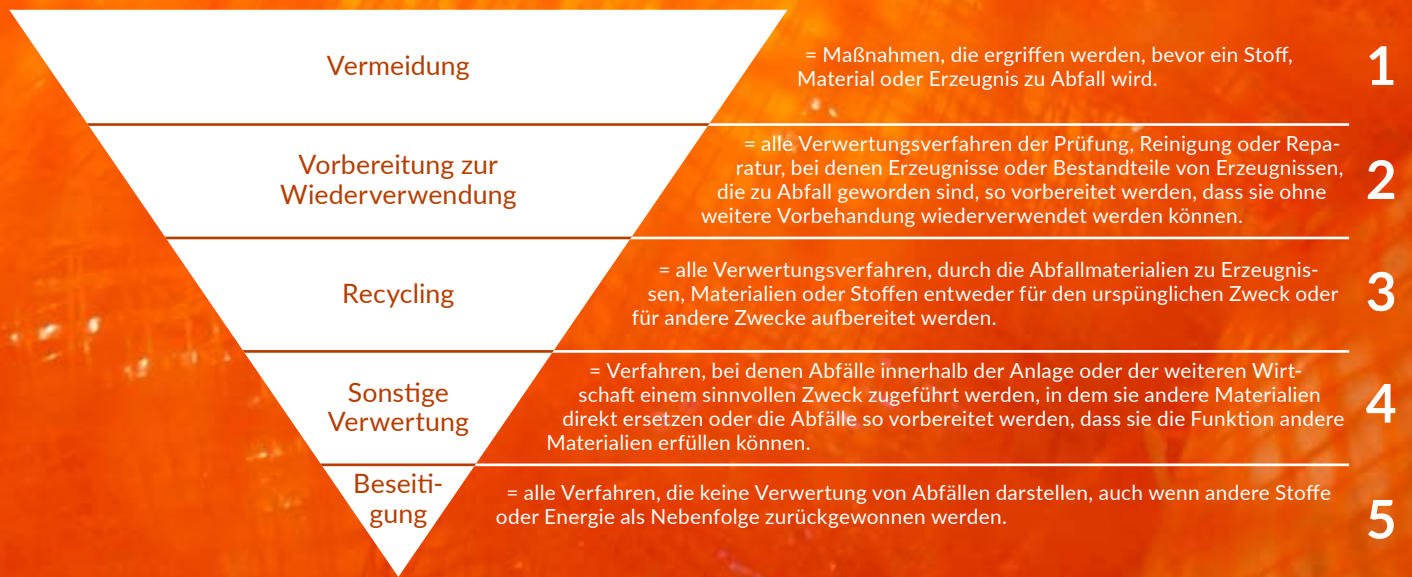 Vermeidung
= Maßnahmen, die ergriffen werden, bevor ein Stoff,
Material oder Erzeugnis zu Abfall wird.
1
Vorbereitung zur
Wiederverwendung
= alle Verwertungsverfahren der Prüfung, Reinigung oder Repa-
ratur, bei denen Erzeugnisse oder Bestandteile von Erzeugnissen,
die zu Abfall geworden sind, so vorbereitet werden, dass sie ohne
weitere Vorbehandlung wiederverwendet werden können.
2
Recycling
= alle Verwertungsverfahren, durch die Abfallmaterialien zu Erzeugnis-
sen, Materialien oder Stoffen entweder für den urspünglichen Zweck oder
für andere Zwecke aufbereitet werden.
3
Sonstige
Verwertung
= Verfahren, bei denen Abfälle innerhalb der Anlage oder der weiteren Wirt-
schaft einem sinnvollen Zweck zugeführt werden, in dem sie andere Materialien
direkt ersetzen oder die Abfälle so vorbereitet werden, dass sie die Funktion andere
Materialien erfüllen können.
4
Beseiti-
gung
= alle Verfahren, die keine Verwertung von Abfällen darstellen, auch wenn andere Stoffe
oder Energie als Nebenfolge zurückgewonnen werden.
5